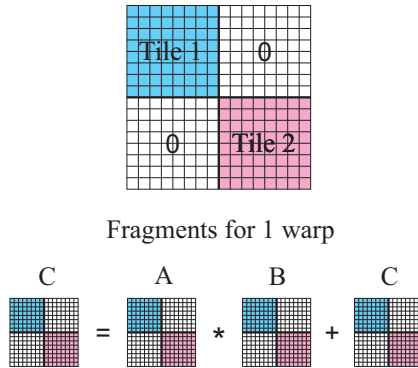 Tile 1 0
0 Tile 2
Fragments for 1 warp
C A B C
= * +